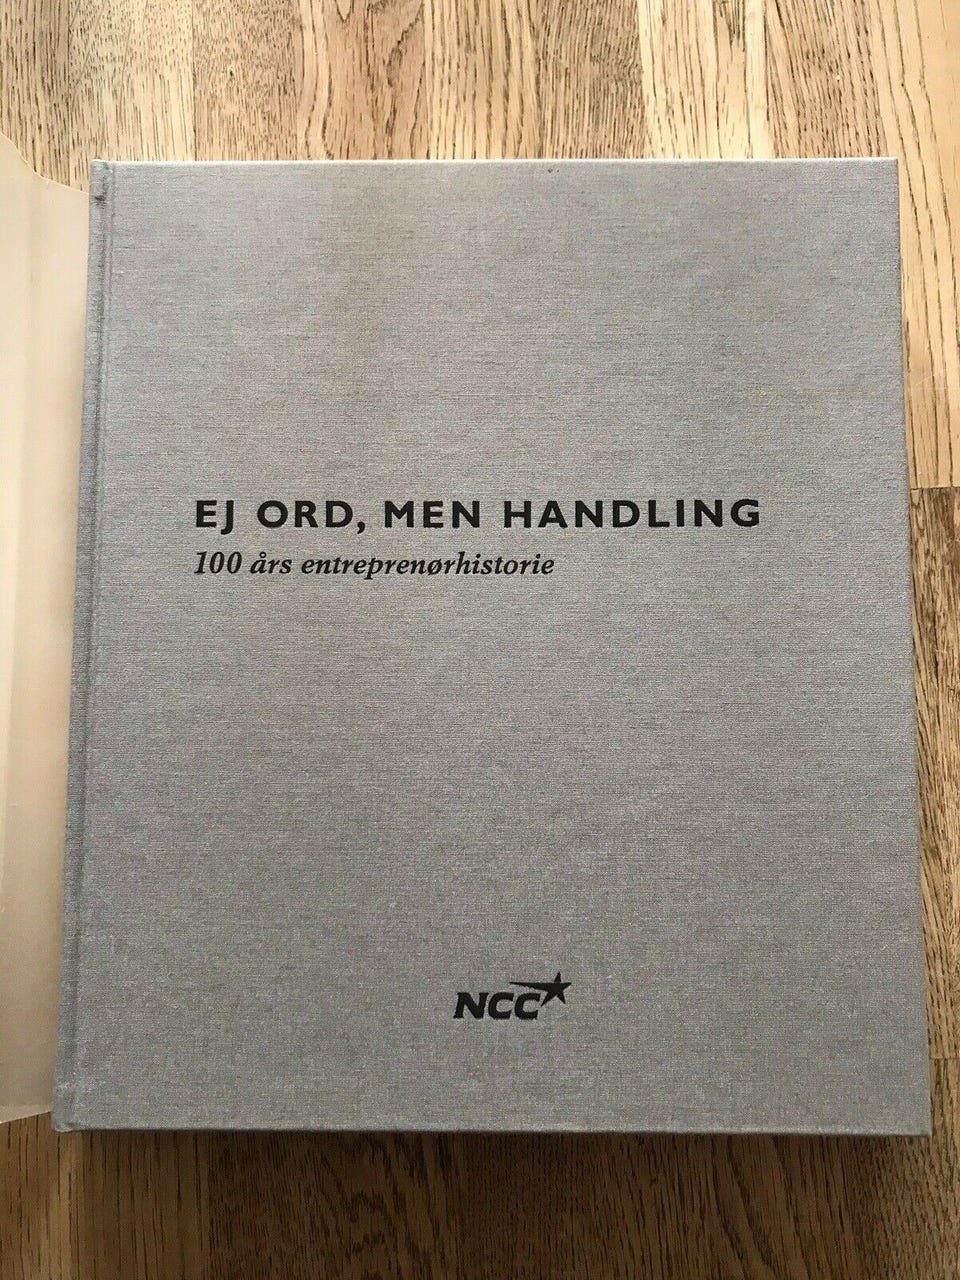 EJ ORD, MEN HANDLING
100 års entreprenørhistorie
NCC